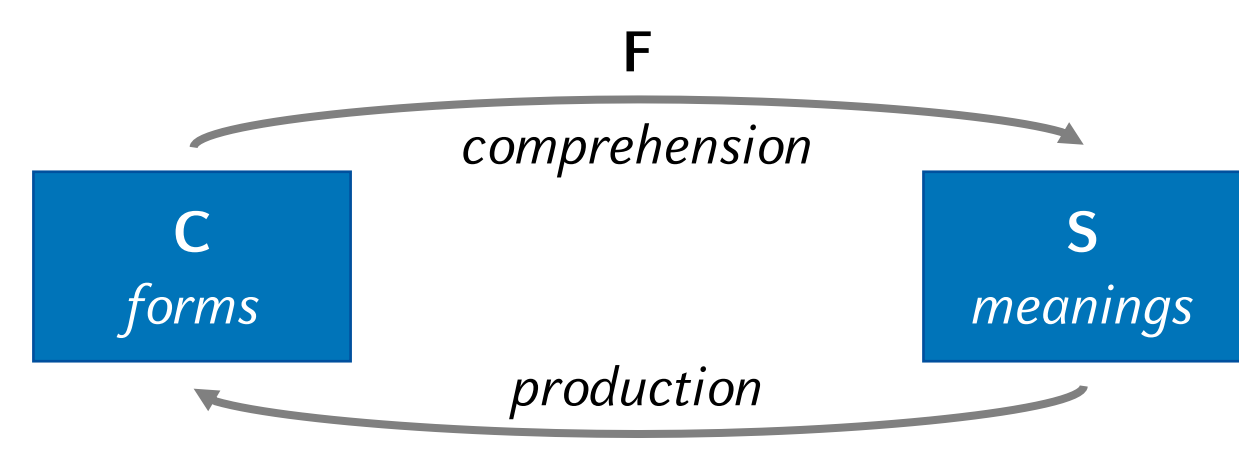 F
comprehension
C
forms
S
meanings
production